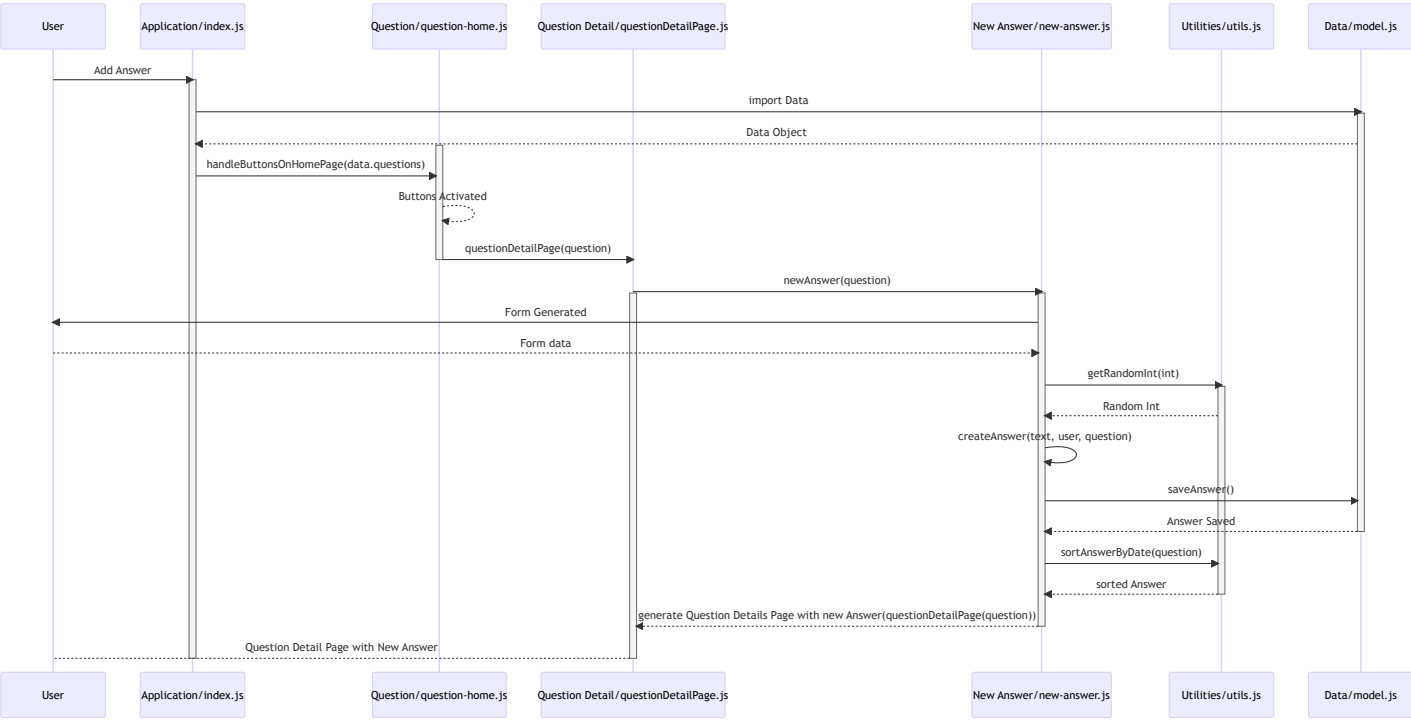 User
Application/index.js
Question/question-home.js
Question Detail/questionDetailPage.js
New Answer/new-answer.js
Utilities/utils.js
Data/model.js
Add Answer
import Data
Data Object
handleButtonsOnHomePage(data.questions)
Buttons Activated
questionDetailPage(question)
newAnswer(question)
Form Generated
Form data
getRandomInt(int)
Random Int
createAnswer(text, user, question)
saveAnswer()
Answer Saved
sortAnswerByDate(question)
sorted Answer
generate Question Details Page with new Answer(questionDetailPage(question))
Question Detail Page with New Answer
User
Application/index.js
Question/question-home.js
Question Detail/questionDetailPage.js
New Answer/new-answer.js
Utilities/utils.js
Data/model.js